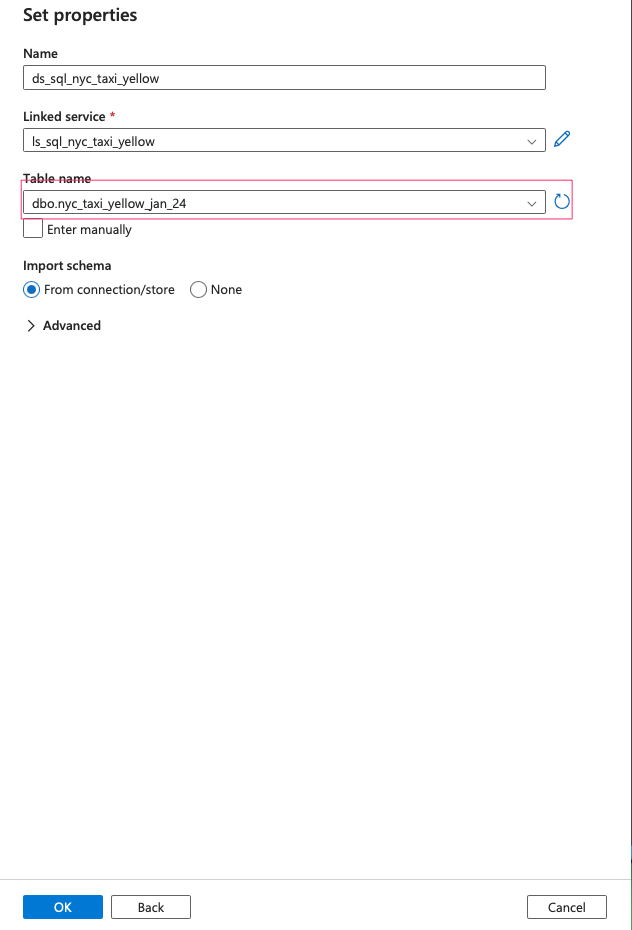 Set properties
Name
ds_sql_nyc_taxi_yellow
Linked service *
ls_sql_nyc_taxi_yellow
Table name
dbo.nyc_taxi_yellow_jan_24
Enter manually
Import schema
From connection/store None
Advanced
OK Back Cancel